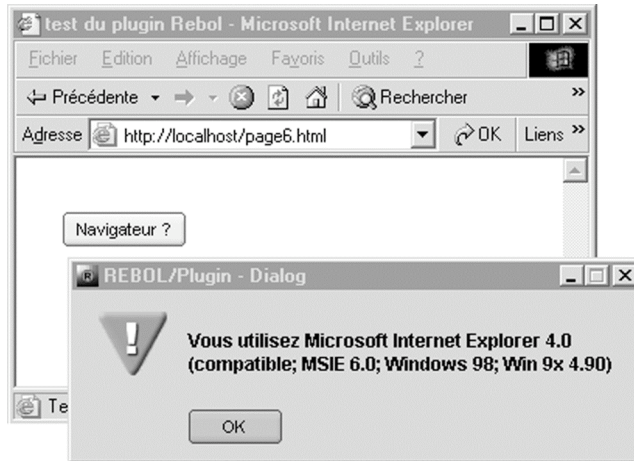 test du plugin Rebol - Microsoft Internet Explorer
Fichier Edition Affichage Favoris Outils ?
Précédente Rechercher »
Adresse http://localhost/page6.html OK Liens »
Navigateur ?
REBOL/Plugin - Dialog
Vous utilisez Microsoft Internet Explorer 4.0
(compatible; MSIE 6.0; Windows 98; Win 9x 4.90)
OK
Te